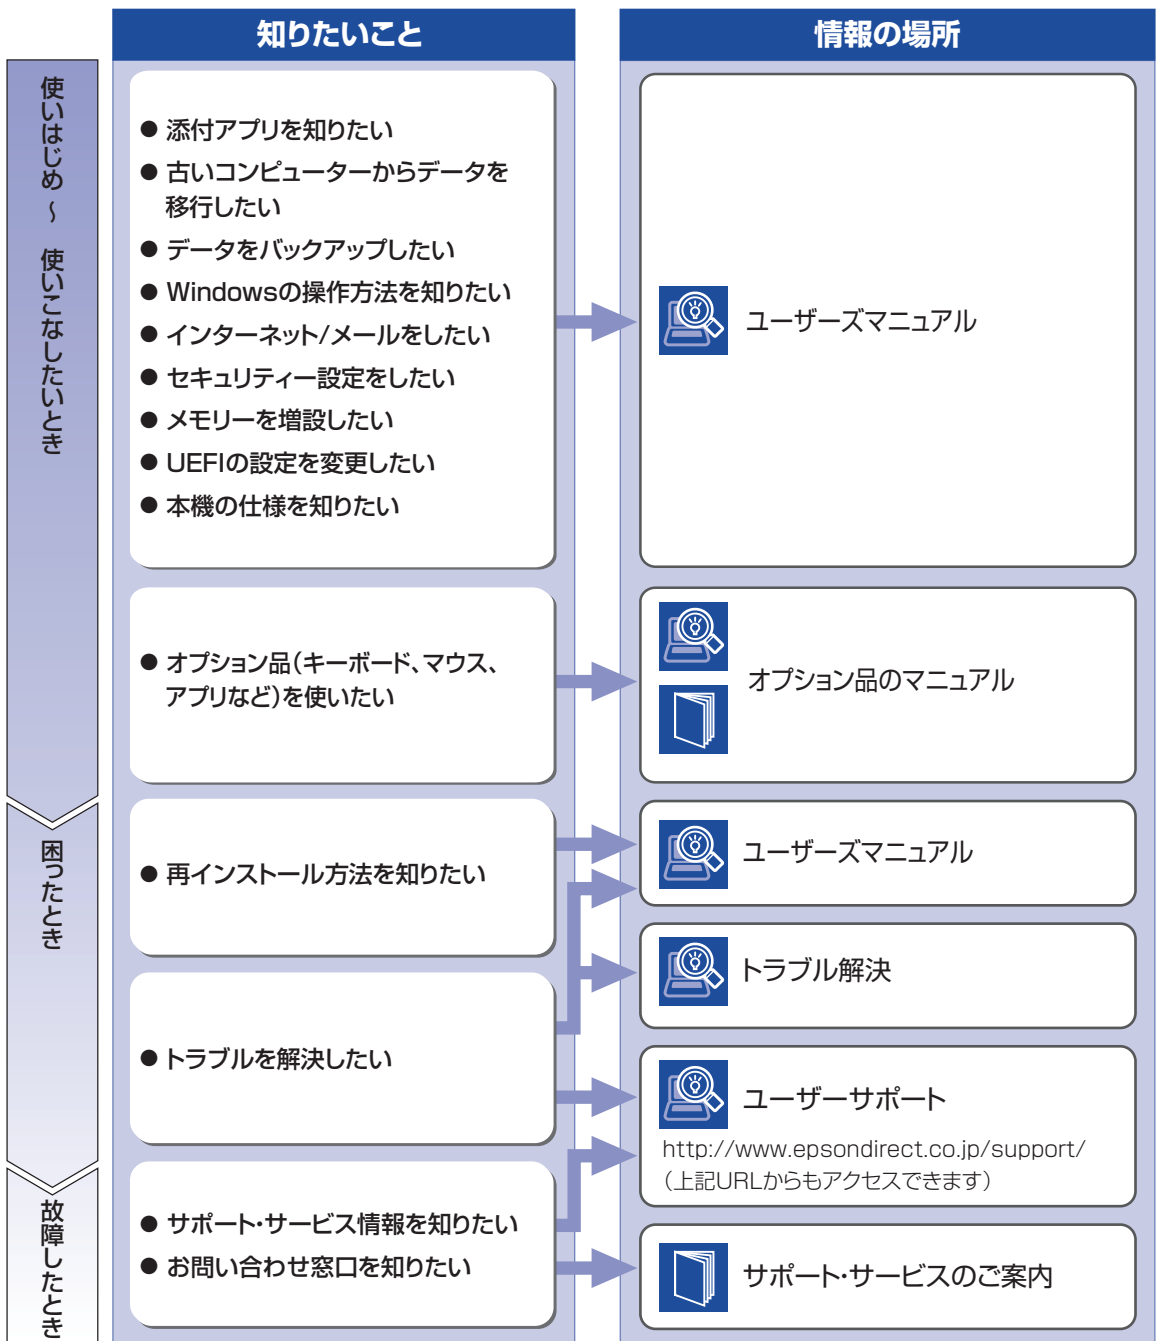 知りたいこと
情報の場所
使いはじめ ~ 使いこなしたいとき
● 添付アプリを知りたい
● 古いコンピューターからデータを
移行したい
● データをバックアップしたい
● Windowsの操作方法を知りたい
● インターネット/メールをしたい
● セキュリティー設定をしたい
● メモリーを増設したい
● UEFIの設定を変更したい
● 本機の仕様を知りたい
ユーザーズマニュアル
● オプション品(キーボード、マウス、
アプリなど)を使いたい
オプション品のマニュアル
困ったとき
● 再インストール方法を知りたい
ユーザーズマニュアル
トラブル解決
● トラブルを解決したい
ユーザーサポート
http://www.epsondirect.co.jp/support/
(上記URLからもアクセスできます)
故障したとき
● サポート・サービス情報を知りたい
● お問い合わせ窓口を知りたい
サポート・サービスのご案内